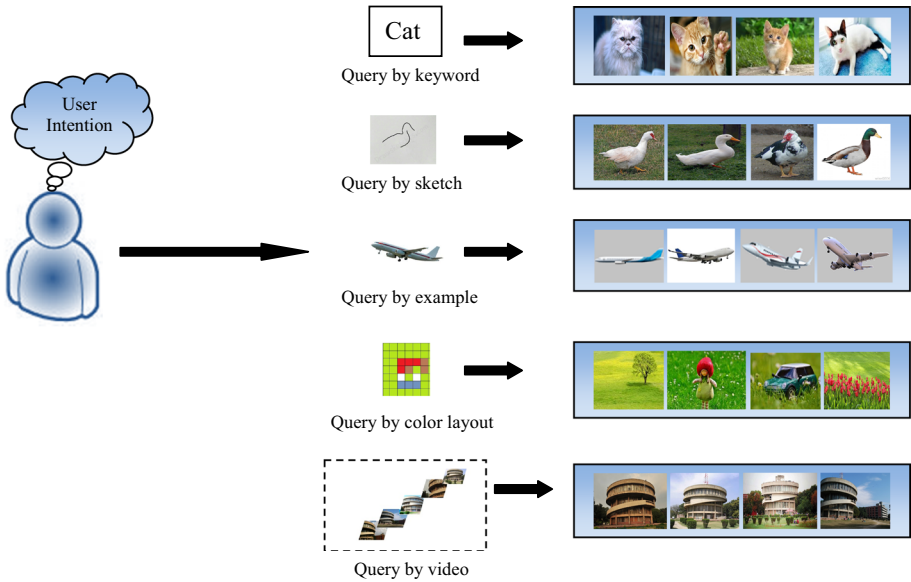 User
Intention
Cat
Query by keyword
Query by sketch
Query by example
Query by color layout
Query by video